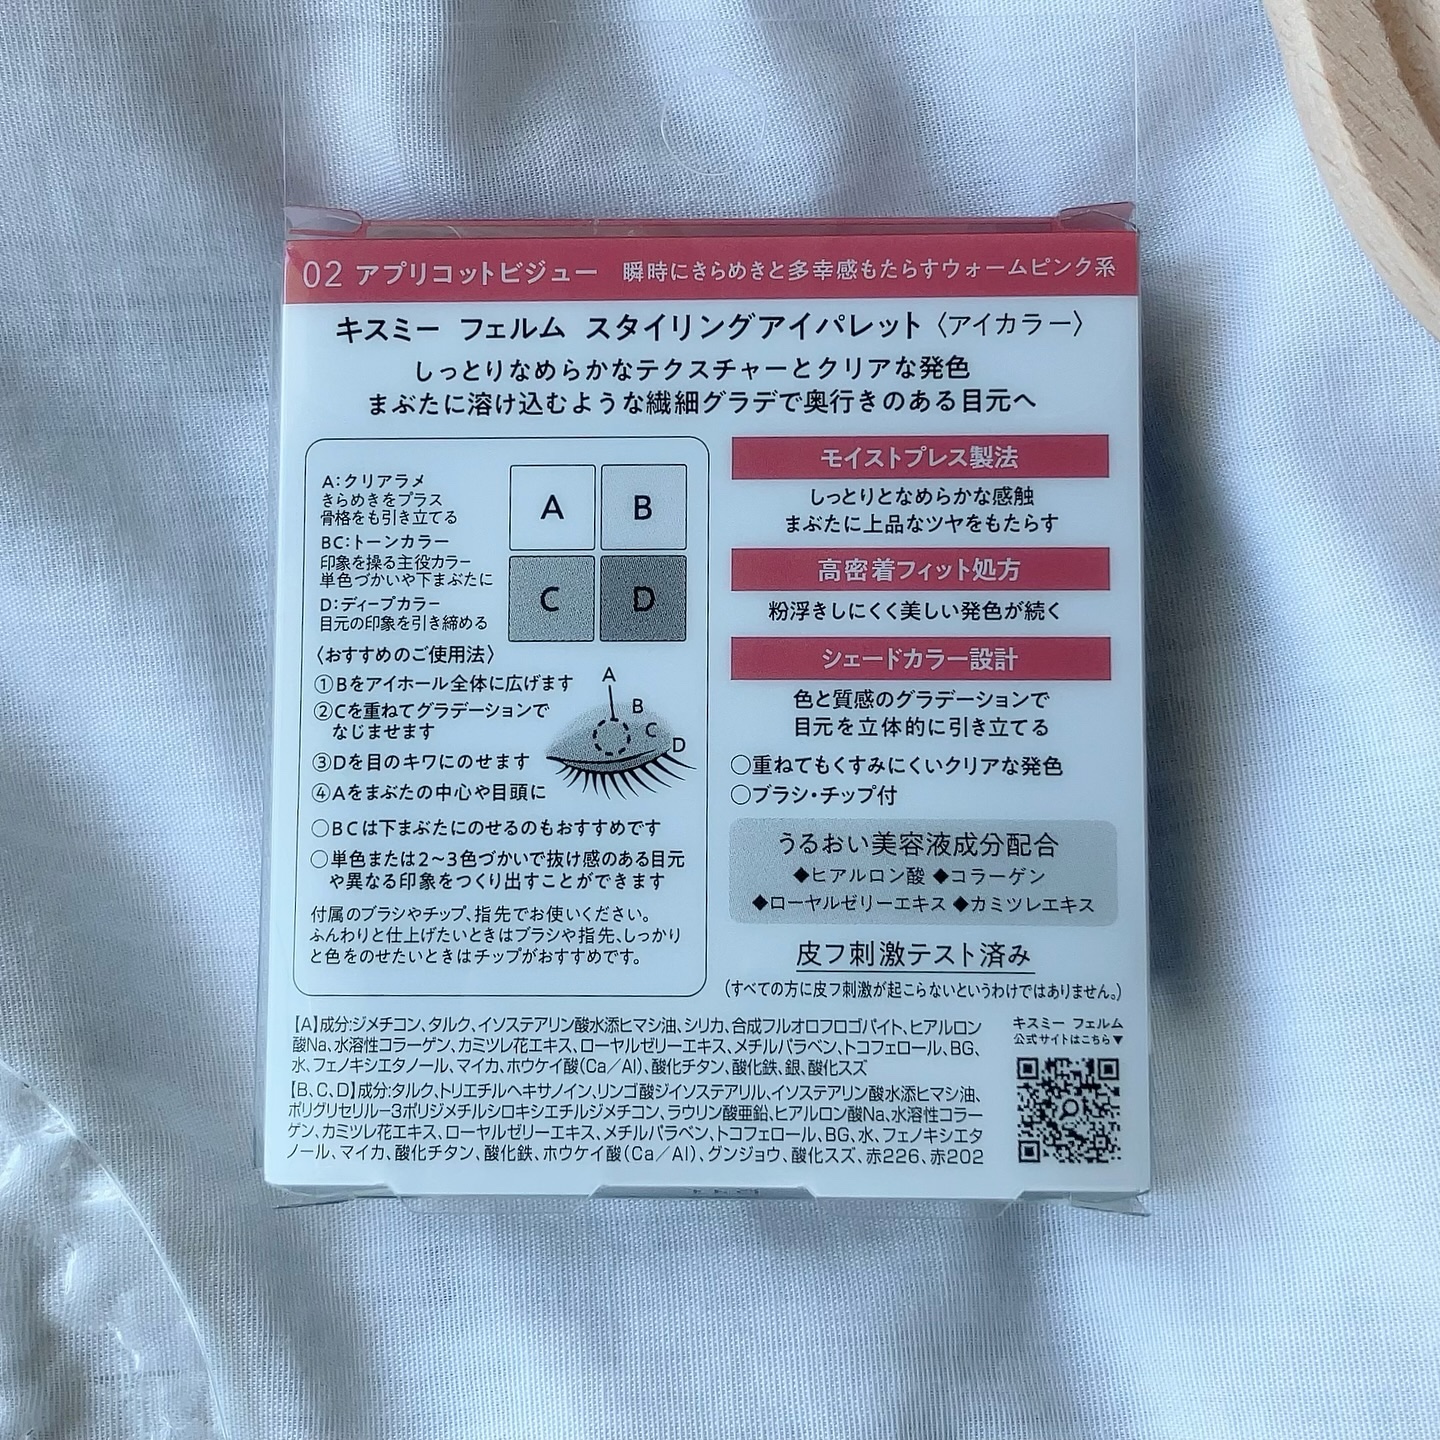 02 アプリコットビジュー 瞬時にきらめきと多幸感もたらすウォームピンク系
キスミー フェルム スタイリングアイパレット〈アイカラー〉
しっとりなめらかなテクスチャーとクリアな発色
まぶたに溶け込むような繊細グラデで奥行きのある目元へ
A:クリアラメ
きらめきをプラス
骨格をも引き立てる
BC:トーンカラー
印象を操る主役カラー
単色づかいや下まぶたに
D:ディープカラー
目元の印象を引き締める
A B
C D
〈おすすめのご使用法〉
①Bをアイホール全体に広げます
②Cを重ねてグラデーションで
なじませます
③Dを目のキワにのせます
④Aをまぶたの中心や目頭に
A
B
C
D
○BCは下まぶたにのせるのもおすすめです
○単色または2～3色づかいで抜け感のある目元
や異なる印象をつくり出すことができます
付属のブラシやチップ、指先でお使いください。
ふんわりと仕上げたいときはブラシや指先、しっかり
と色をのせたいときはチップがおすすめです。
モイストプレス製法
しっとりとなめらかな感触
まぶたに上品なツヤをもたらす
高密着フィット処方
粉浮きしにくく美しい発色が続く
シェードカラー設計
色と質感のグラデーションで
目元を立体的に引き立てる
○重ねてもくすみにくいクリアな発色
○ブラシ・チップ付
うるおい美容液成分配合
◆ヒアルロン酸 ◆コラーゲン
◆ローヤルゼリーエキス ◆カミツレエキス
皮フ刺激テスト済み
(すべての方に皮フ刺激が起こらないというわけではありません。)
【A】成分:ジメチコン、タルク、イソステアリン酸水添ヒマシ油、シリカ、合成フルオロフロゴパイト、ヒアルロン
酸Na、水溶性コラーゲン、カミツレ花エキス、ローヤルゼリーエキス、メチルパラベン、トコフェロール、BG、
水、フェノキシエタノール、マイカ、ホウケイ酸(Ca/Al)、酸化チタン、酸化鉄、銀、酸化スズ
【B、C、D】成分:タルク、トリエチルヘキサノイン、リンゴ酸ジイソステアリル、イソステアリン酸水添ヒマシ油、
ポリグリセリル-3ポリジメチルシロキシエチルジメチコン、ラウリン酸亜鉛、ヒアルロン酸Na、水溶性コラー
ゲン、カミツレ花エキス、ローヤルゼリーエキス、メチルパラベン、トコフェロール、BG、水、フェノキシエタ
ノール、マイカ、酸化チタン、酸化鉄、ホウケイ酸(Ca/Al)、グンジョウ、酸化スズ、赤226、赤202
キスミー フェルム
公式サイトはこちら▼